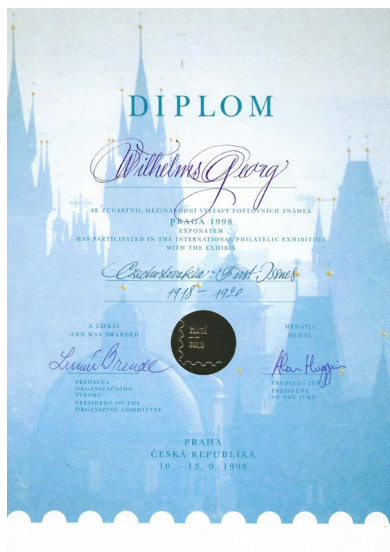 DIPLOM
Wilhelms Georg
SE ZÚČASTNIL MEZINÁRODNÍ VÝSTAVY POŠTOVNÍCH ZNÁMEK
PRAGA 1998
EXPONÁTEM
HAS PARTICIPATED IN THE INTERNATIONAL PHILATELIC EXHIBITION
WITH THE EXHIBIT
Czechoslovakia: First Issues
1918 - 1920
A ZÍSKAL
AND WAS AWARDED
ZLATÁ
GOLD
MEDAILI
MEDAL
PŘEDSEDA
ORGANIZAČNÍHO
VÝBORU
PRESIDENT OF THE
ORGANIZING COMMITTEE
PŘEDSEDA JURY
PRESIDENT
OF THE JURY
PRAHA
ČESKÁ REPUBLIKA
10. - 13. 9. 1998